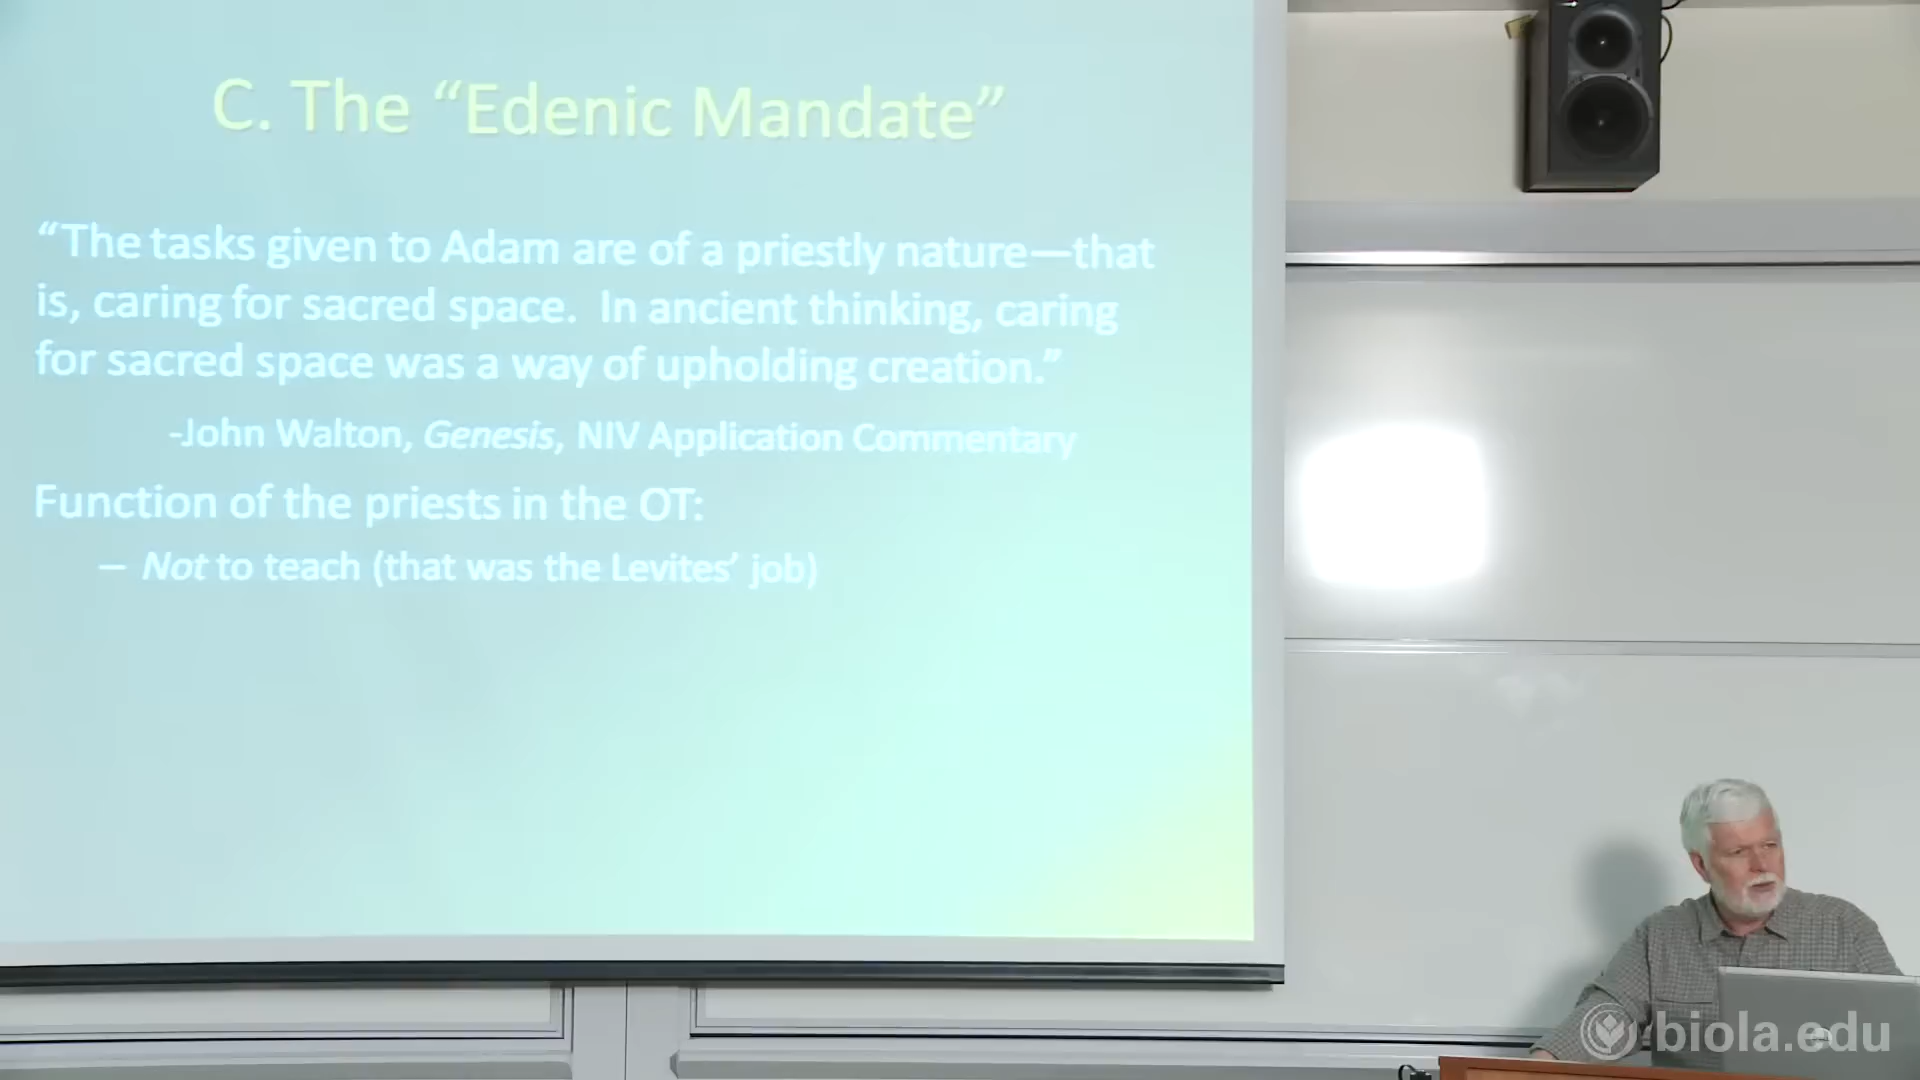 C. The “Edenic Mandate”
“The tasks given to Adam are of a priestly nature—that
is, caring for sacred space.  In ancient thinking, caring
for sacred space was a way of upholding creation.”
-John Walton, Genesis, NIV Application Commentary
Function of the priests in the OT:
– Not to teach (that was the Levites’ job)
biola.edu